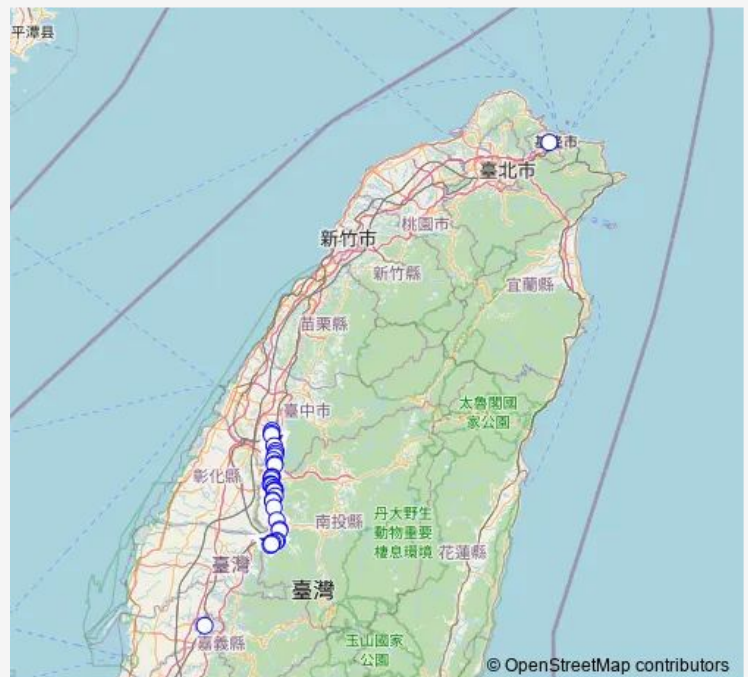 平潭县
臺北市
桃園市
新竹市
新竹縣
宜蘭縣
苗栗縣
太魯閣國
家公園
臺中市
彰化縣
南投縣
丹大野生
動物重要
棲息環境
花蓮縣
臺灣
臺灣
嘉義縣
玉山國家
公園
© OpenStreetMap contributors